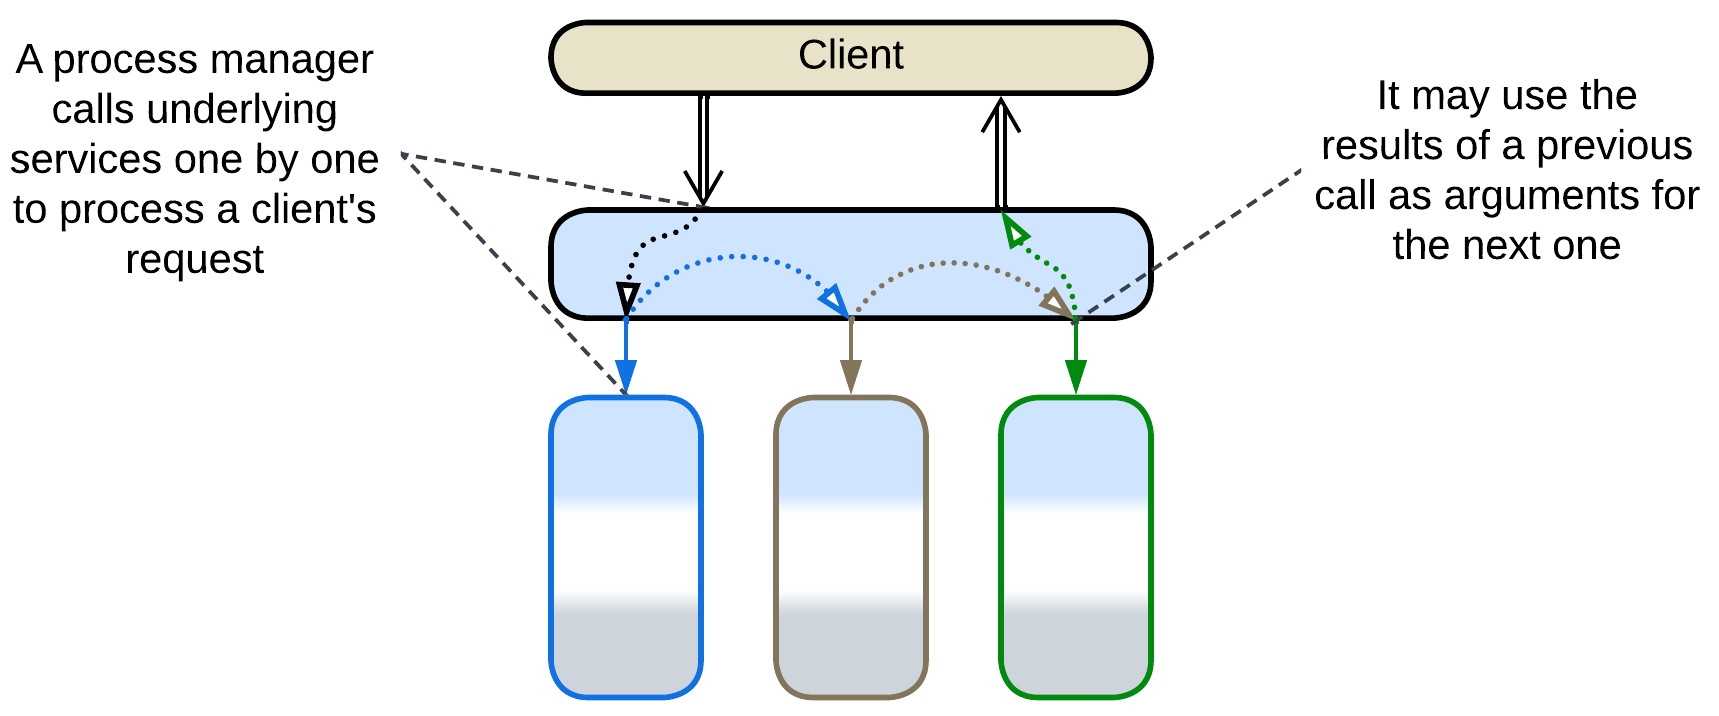 A process manager
calls underlying
services one by one
to process a client's
request
Client
It may use the
results of a previous
call as arguments for
the next one